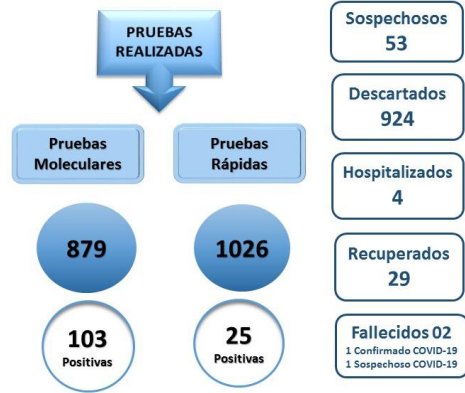 PRUEBAS
REALIZADAS
Pruebas
Moleculares
Pruebas
Rápidas
879
1026
103
Positivas
25
Positivas
Sospechosos
53
Descartados
924
Hospitalizados
4
Recuperados
29
Fallecidos 02
1 Confirmado COVID-19
1 Sospechoso COVID-19